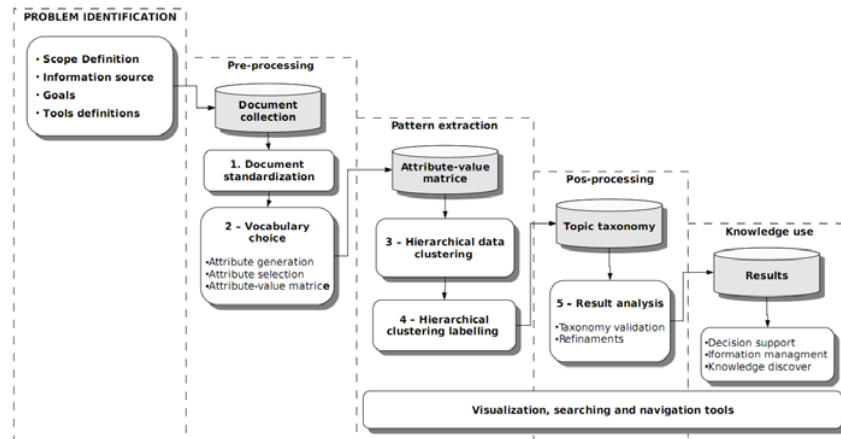 PROBLEM IDENTIFICATION
• Scope Definition
• Information source
• Goals
• Tools definitions
Pre-processing
Document
collection
1. Document
standardization
2 – Vocabulary
choice
•Attribute generation
•Attribute selection
•Attribute-value matrice
Pattern extraction
Attribute-value
matrice
3 – Hierarchical data
clustering
4 – Hierarchical
clustering labelling
Pos-processing
Topic taxonomy
5 – Result analysis
•Taxonomy validation
•Refinaments
Knowledge use
Results
•Decision support
•Iformation managment
•Knowledge discover
Visualization, searching and navigation tools